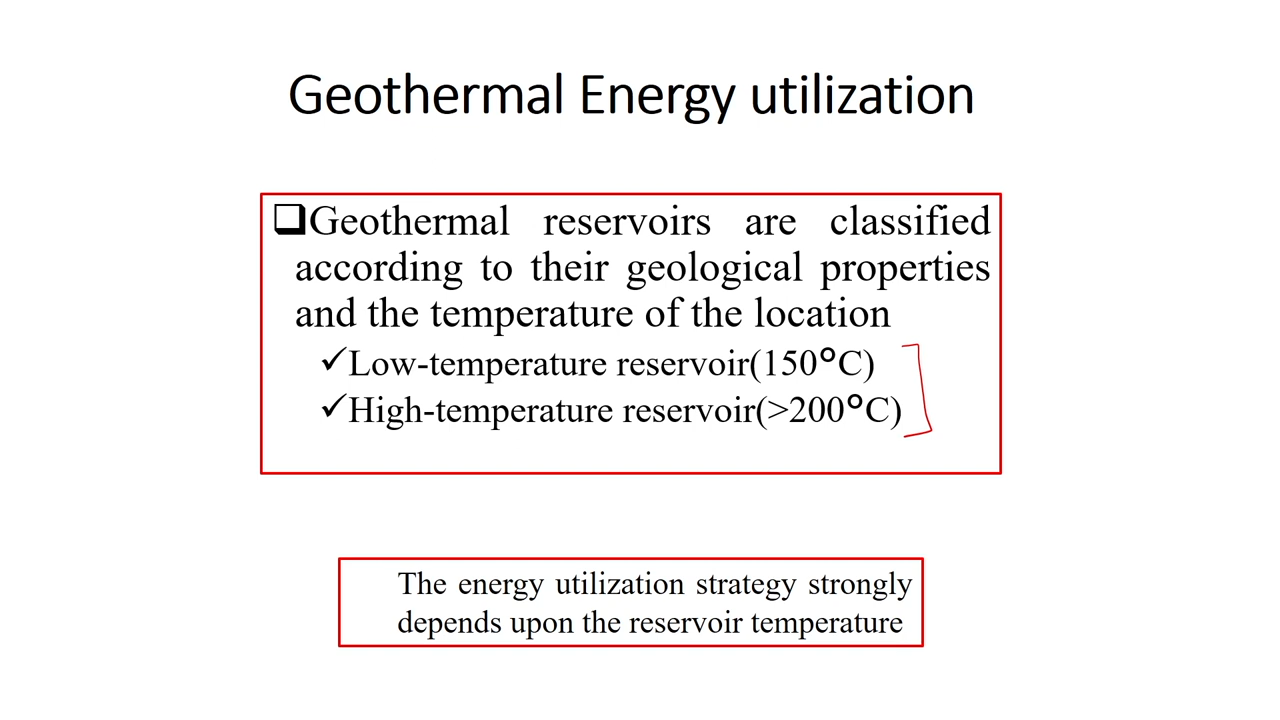 Geothermal Energy utilization
❑Geothermal reservoirs are classified
according to their geological properties
and the temperature of the location
✓Low-temperature reservoir(150°C)
✓High-temperature reservoir(>200°C)
The energy utilization strategy strongly
depends upon the reservoir temperature